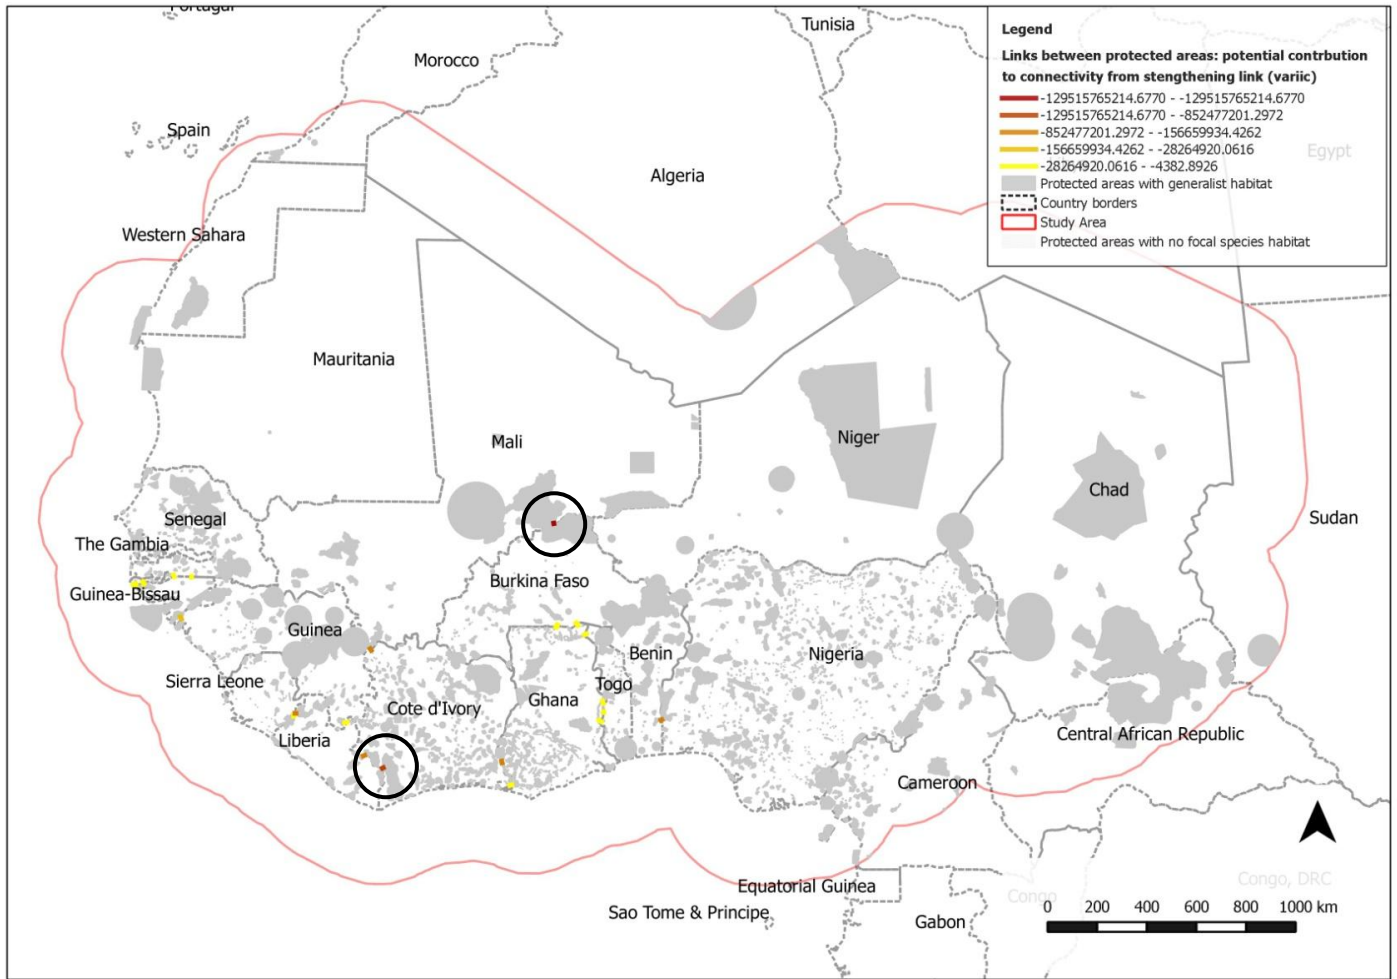 Portugal
Tunisia
Morocco
Spain
Algeria
Egypt
Western Sahara
Mauritania
Mali
Niger
Chad
Sudan
Senegal
The Gambia
Guinea-Bissau
Burkina Faso
Guinea
Benin
Nigeria
Sierra Leone
Togo
Ghana
Cote d'Ivory
Liberia
Central African Republic
Cameroon
Equatorial Guinea
Sao Tome & Principe
Gabon
Congo
Congo, DRC
Legend
Links between protected areas: potential contrbution
to connectivity from stengthening link (variic)
-129515765214.6770 - -129515765214.6770
-129515765214.6770 - -852477201.2972
-852477201.2972 - -156659934.4262
-156659934.4262 - -28264920.0616
-28264920.0616 - -4382.8926
Protected areas with generalist habitat
Country borders
Study Area
Protected areas with no focal species habitat
0 200 400 600 800 1000 km